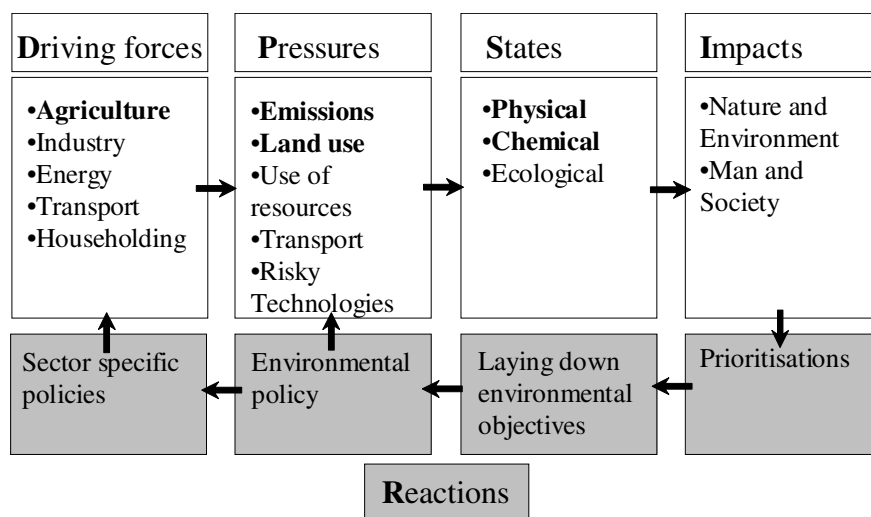 Driving forces
Pressures
States
Impacts
•Agriculture
•Industry
•Energy
•Transport
•Householding
•Emissions
•Land use
•Use of
resources
•Transport
•Risky
Technologies
•Physical
•Chemical
•Ecological
•Nature and
Environment
•Man and
Society
Sector specific
policies
Environmental
policy
Laying down
environmental
objectives
Prioritisations
Reactions